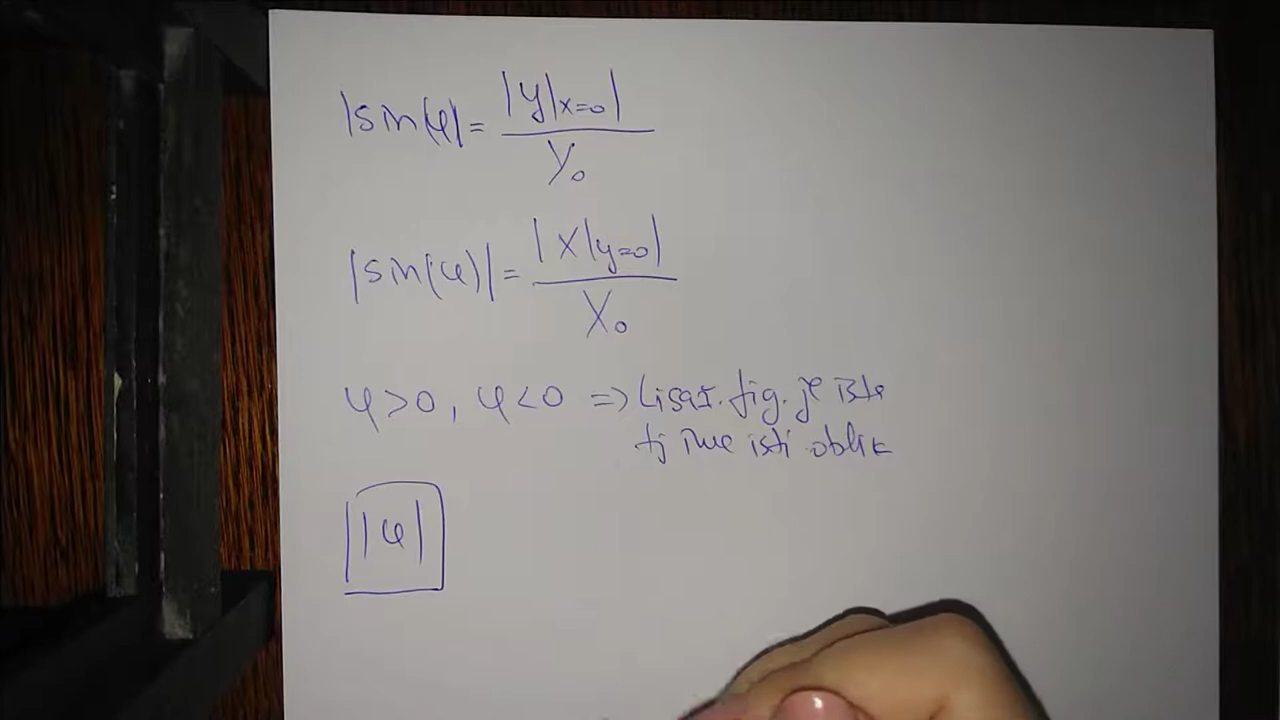 |sin(φ)| = |y|x=0| / Y₀
|sin(φ)| = |x|y=0| / X₀
φ>0, φ<0 => Lisaž. fig. je ista
tj ima isti oblik
|φ|